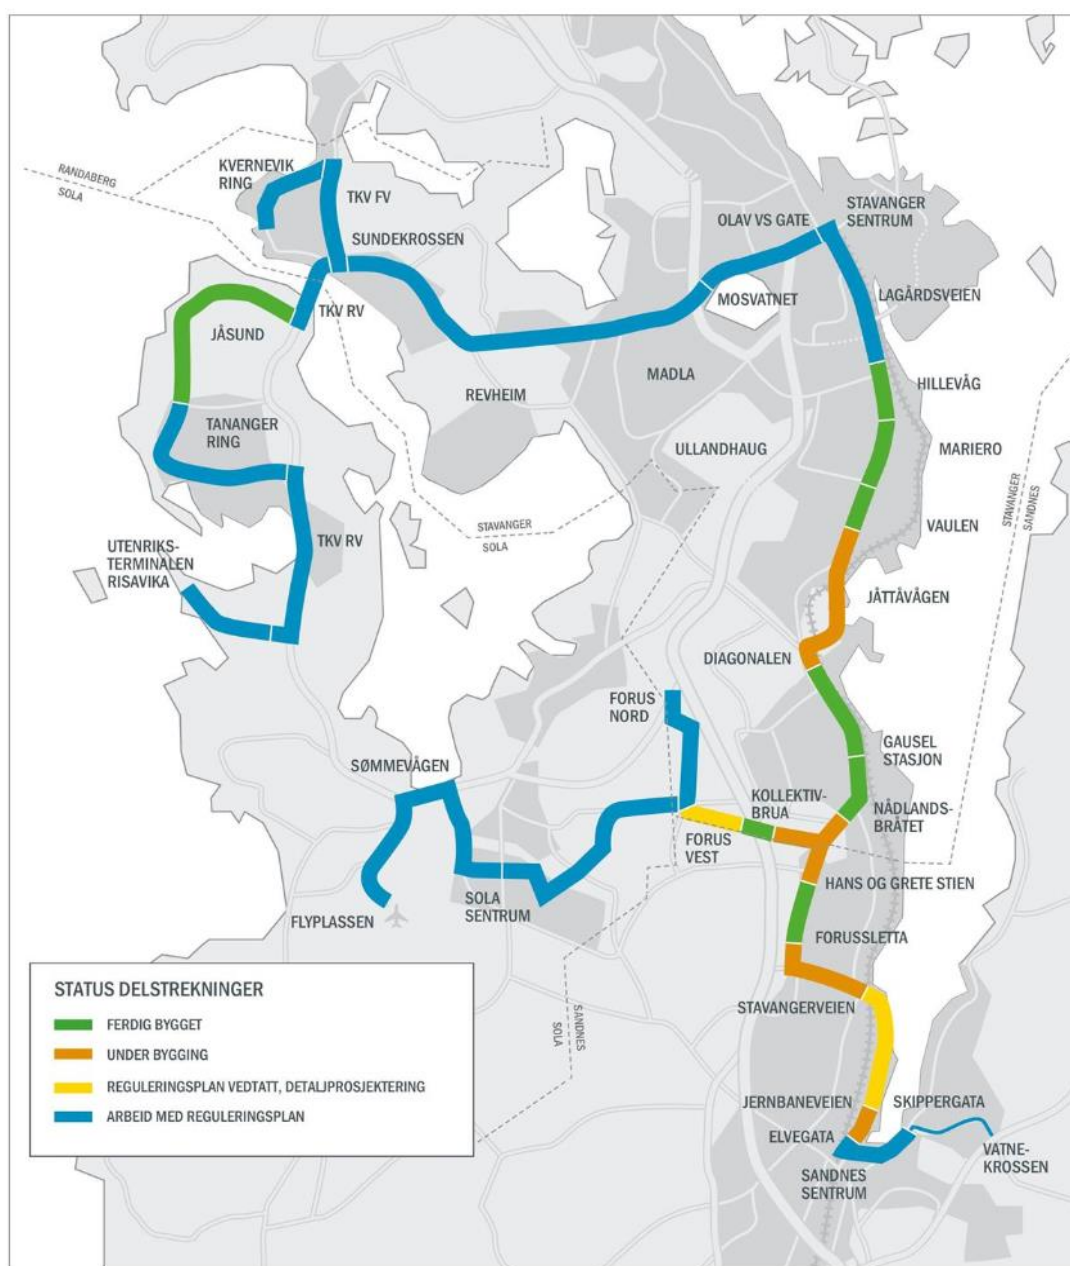 RANDABERG
SOLA
KVERNEVIK
RING
TKV FV
SUNDEKROSSEN
OLAV VS GATE
STAVANGER
SENTRUM
TKV RV
MOSVATNET
LAGÅRDSVEIEN
JÅSUND
REVHEIM
MADLA
HILLEVÅG
TANANGER
RING
ULLANDHAUG
MARIERO
STAVANGER
SANDNES
STAVANGER
SOLA
VAULEN
UTENRIKS-
TERMINALEN
RISAVIKA
TKV RV
JÅTTÅVÅGEN
DIAGONALEN
FORUS
NORD
GAUSEL
STASJON
SØMMEVÅGEN
KOLLEKTIV-
BRUA
NÅDLANDS-
BRÅTET
FORUS
VEST
HANS OG GRETE STIEN
SOLA
SENTRUM
FLYPLASSEN
FORUSSLETTA
STAVANGERVEIEN
SOLA
SANDNES
STATUS DELSTREKNINGER
FERDIG BYGGET
UNDER BYGGING
REGULERINGSPLAN VEDTATT, DETALJPROSJEKTERING
ARBEID MED REGULERINGSPLAN
JERNBANEVEIEN
SKIPPERGATA
ELVEGATA
VATNE-
KROSSEN
SANDNES
SENTRUM